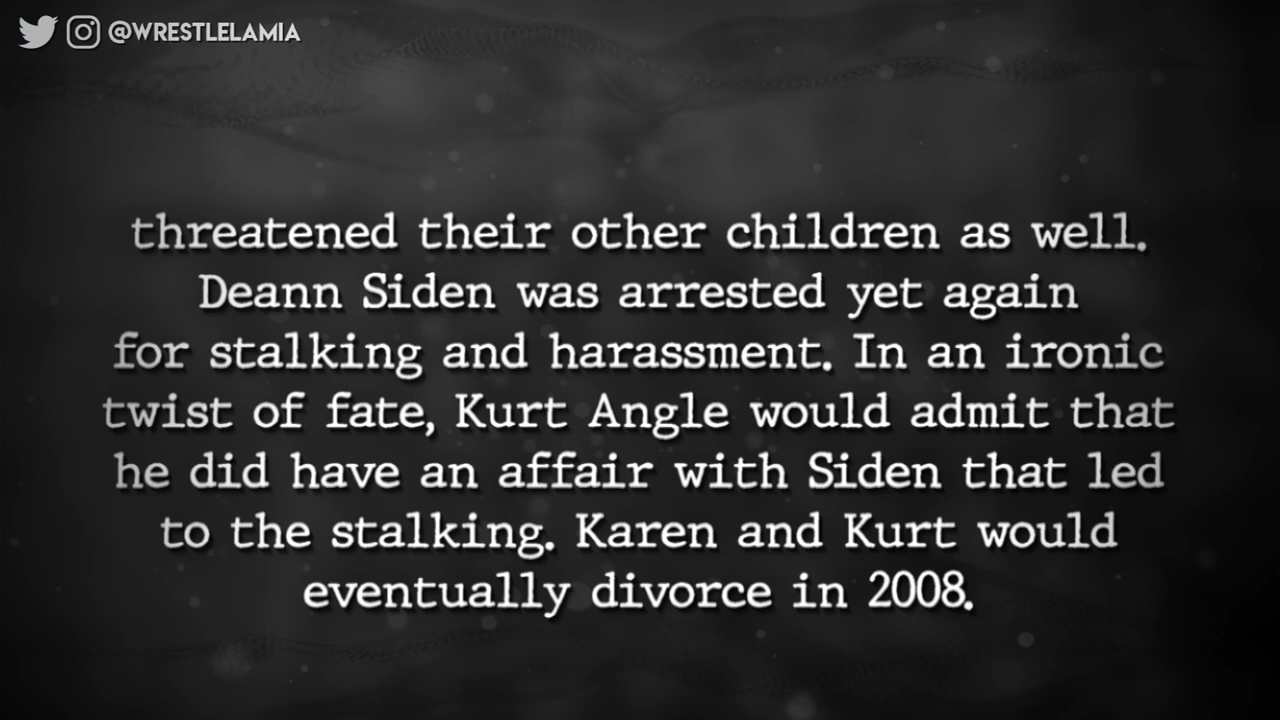 @WRESTLELAMIA
threatened their other children as well.
Deann Siden was arrested yet again
for stalking and harassment. In an ironic
twist of fate, Kurt Angle would admit that
he did have an affair with Siden that led
to the stalking. Karen and Kurt would
eventually divorce in 2008.